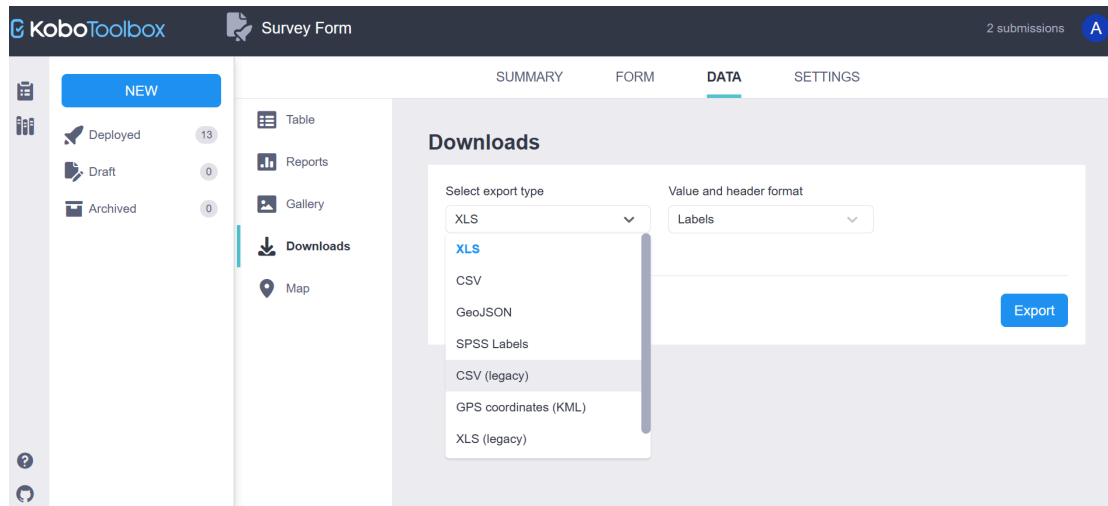 KoboToolbox
Survey Form
2 submissions
A
NEW
Deployed
13
Draft
0
Archived
0
SUMMARY
FORM
DATA
SETTINGS
Table
Reports
Gallery
Downloads
Map
Downloads
Select export type
Value and header format
XLS
Labels
XLS
CSV
GeoJSON
SPSS Labels
CSV (legacy)
GPS coordinates (KML)
XLS (legacy)
Export
?